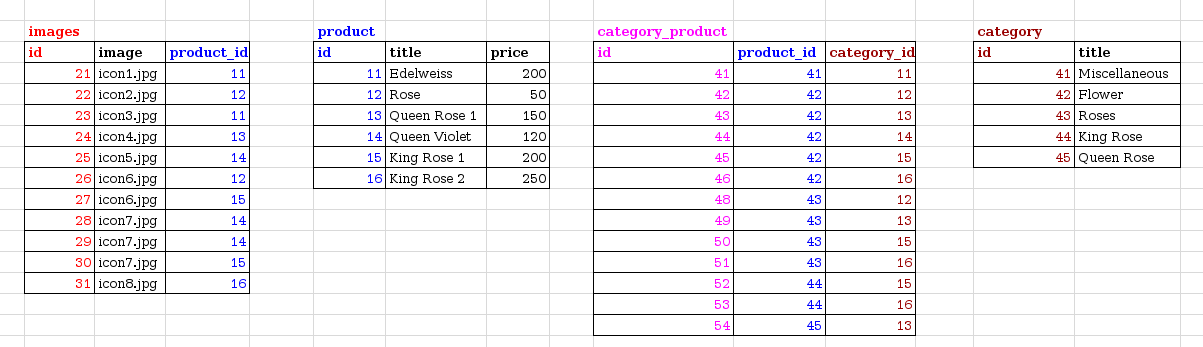 images product category_product category
id image product_id id title price id product_id category_id id title
21 icon1.jpg 11 11 Edelweiss 200 41 41 11 41 Miscellaneous
22 icon2.jpg 12 12 Rose 50 42 42 12 42 Flower
23 icon3.jpg 11 13 Queen Rose 1 150 43 42 13 43 Roses
24 icon4.jpg 13 14 Queen Violet 120 44 42 14 44 King Rose
25 icon5.jpg 14 15 King Rose 1 200 45 42 15 45 Queen Rose
26 icon6.jpg 12 16 King Rose 2 250 46 42 16
27 icon6.jpg 15 48 43 12
28 icon7.jpg 14 49 43 13
29 icon7.jpg 14 50 43 15
30 icon7.jpg 15 51 43 16
31 icon8.jpg 16 52 44 15
53 44 16
54 45 13